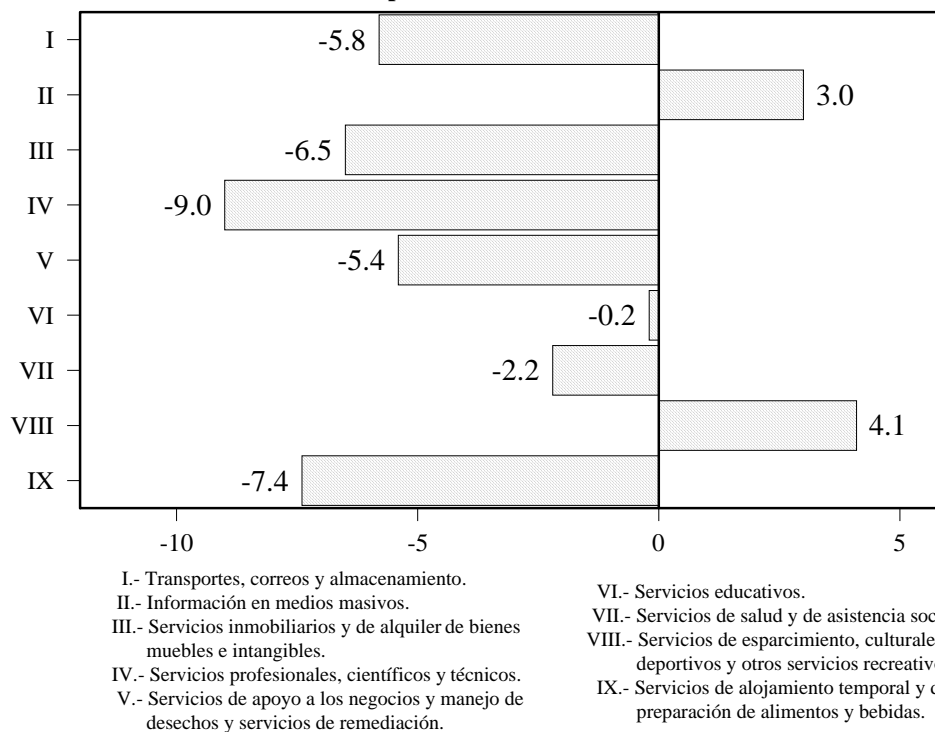 I
-5.8
II
3.0
III
-6.5
IV
-9.0
V
-5.4
VI
-0.2
VII
-2.2
VIII
4.1
IX
-7.4
-10
-5
0
5
I.- Transportes, correos y almacenamiento.
II.- Información en medios masivos.
III.- Servicios inmobiliarios y de alquiler de bienes
muebles e intangibles.
IV.- Servicios profesionales, científicos y técnicos.
V.- Servicios de apoyo a los negocios y manejo de
desechos y servicios de remediación.
VI.- Servicios educativos.
VII.- Servicios de salud y de asistencia soc
VIII.- Servicios de esparcimiento, culturale
deportivos y otros servicios recreativ
IX.- Servicios de alojamiento temporal y
preparación de alimentos y bebidas.